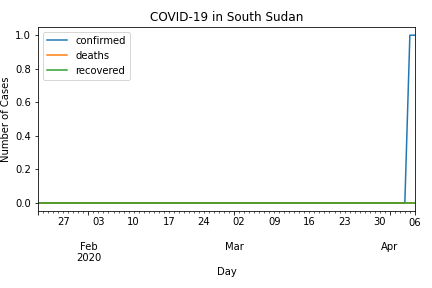 COVID-19 in South Sudan
confirmed
deaths
recovered
Number of Cases
1.0
0.8
0.6
0.4
0.2
0.0
27 03 10 17 24 02 09 16 23 30 06
Feb Mar Apr
2020
Day